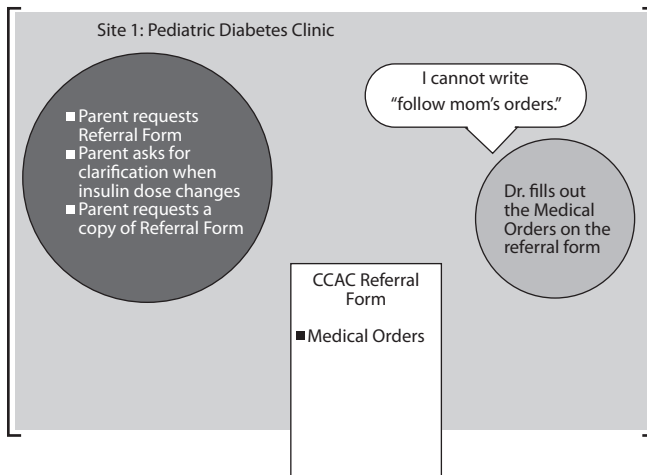 Site 1: Pediatric Diabetes Clinic
I cannot write
“follow mom’s orders.”
■ Parent requests
Referral Form
■ Parent asks for
clarification when
insulin dose changes
■ Parent requests a
copy of Referral Form
Dr. fills out
the Medical
Orders on the
referral form
CCAC Referral
Form
■ Medical Orders